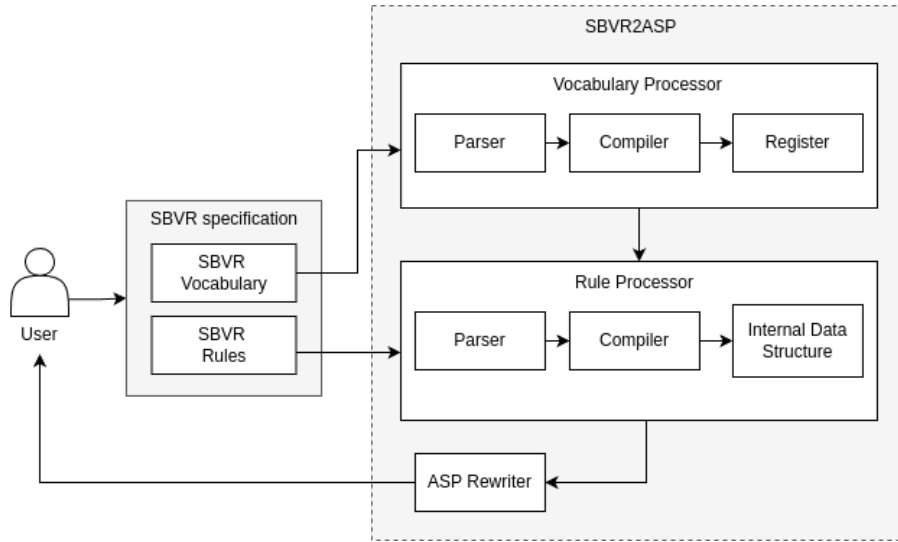 SBVR2ASP
Vocabulary Processor
Parser
Compiler
Register
SBVR specification
SBVR
Vocabulary
SBVR
Rules
User
Rule Processor
Parser
Compiler
Internal Data
Structure
ASP Rewriter